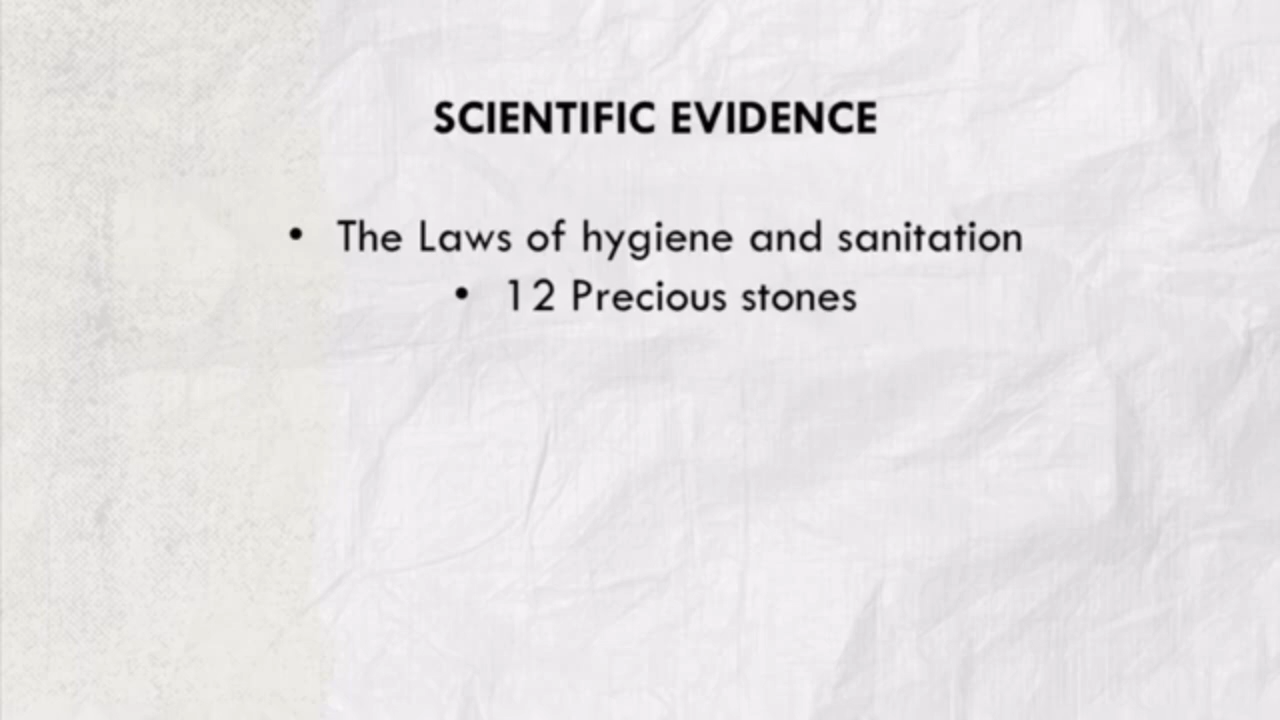 SCIENTIFIC EVIDENCE
• The Laws of hygiene and sanitation
• 12 Precious stones